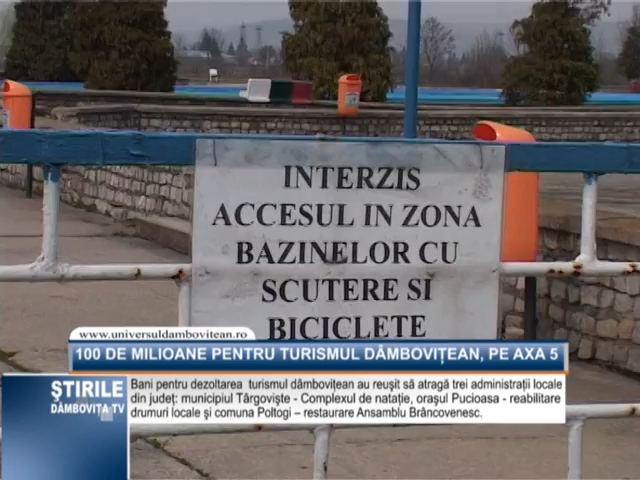 INTERZIS
ACCESUL IN ZONA
BAZINELOR CU
SCUTERE SI
BICICLETE
www.universuldambovitean.ro
100 DE MILIOANE PENTRU TURISMUL DÂMBOVIȚEAN, PE AXA 5
ŞTIRILE
DÂMBOVIŢA TV
Bani pentru dezoltarea turismul dâmbovițean au reușit să atragă trei administrații locale
din județ: municipiul Târgoviște - Complexul de natație, orașul Pucioasa - reabilitare
drumuri locale și comuna Poltogi – restaurare Ansamblu Brâncovenesc.